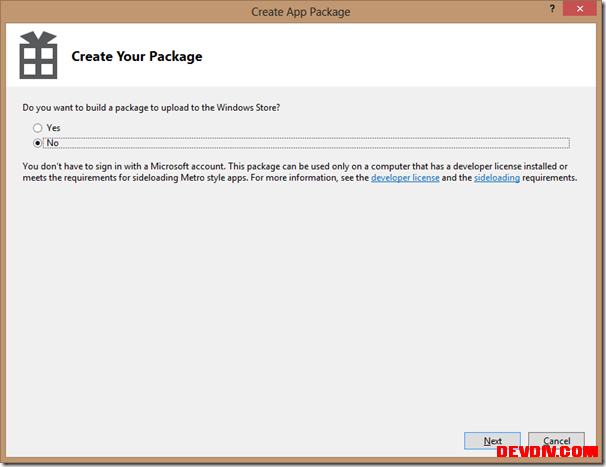 Create App Package
?
Create Your Package
Do you want to build a package to upload to the Windows Store?
Yes
No
You don't have to sign in with a Microsoft account. This package can be used only on a computer that has a developer license installed or
meets the requirements for sideloading Metro style apps. For more information, see the developer license and the sideloading requirements.
Next
Cancel
DEVDIV.COM